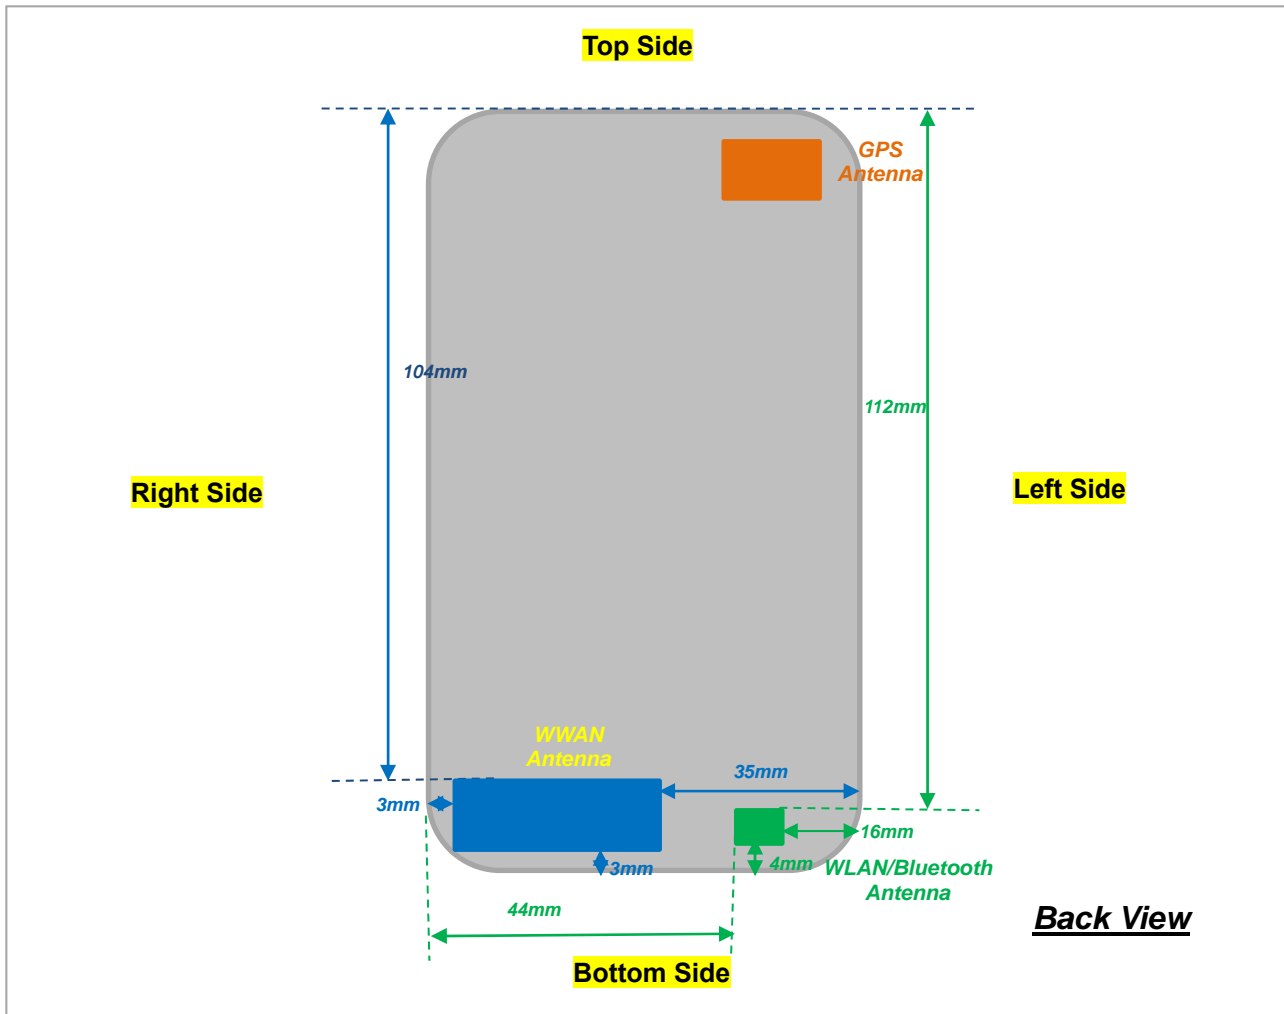 Top Side
GPS
Antenna
104mm
112mm
Right Side
Left Side
WWAN
Antenna
35mm
3mm
16mm
3mm
4mm
WLAN/Bluetooth
Antenna
44mm
Back View
Bottom Side